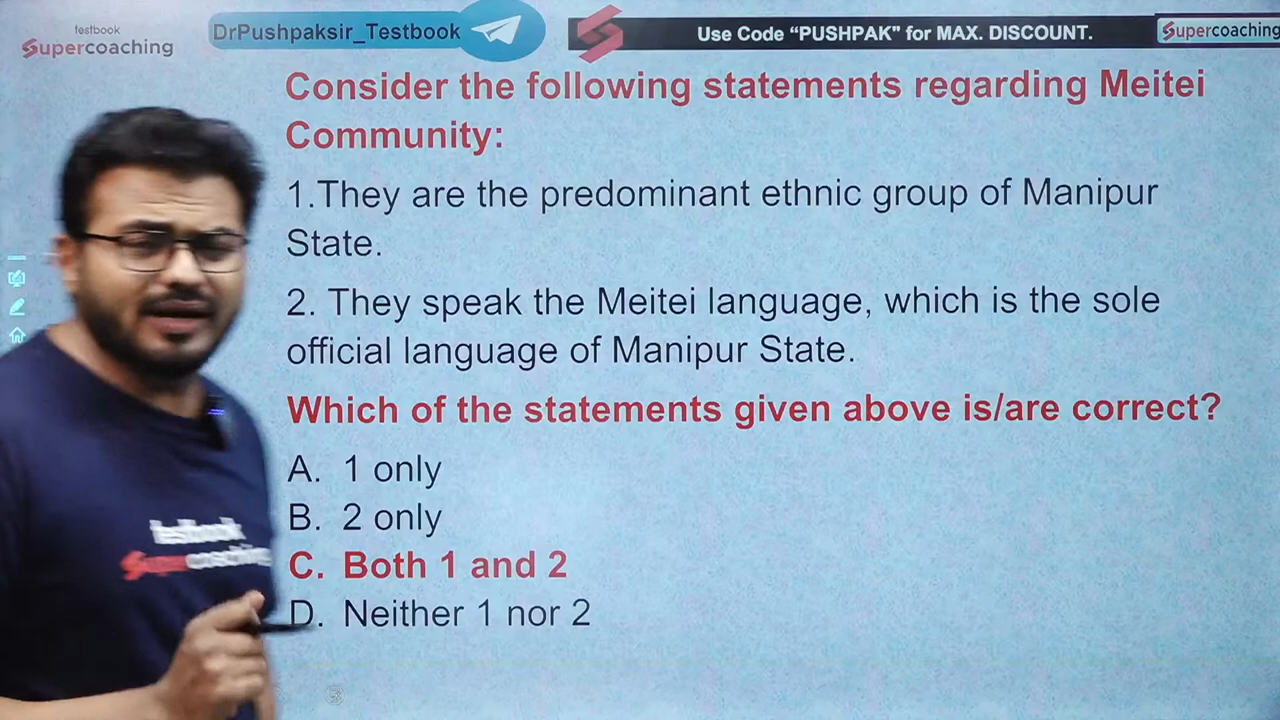 testbook
Supercoaching
DrPushpaksir_Testbook
Use Code “PUSHPAK” for MAX. DISCOUNT.
Supercoaching
Consider the following statements regarding Meitei
Community:
1.They are the predominant ethnic group of Manipur
State.
2. They speak the Meitei language, which is the sole
official language of Manipur State.
Which of the statements given above is/are correct?
A. 1 only
B. 2 only
C. Both 1 and 2
D. Neither 1 nor 2
testbook
Supercoaching